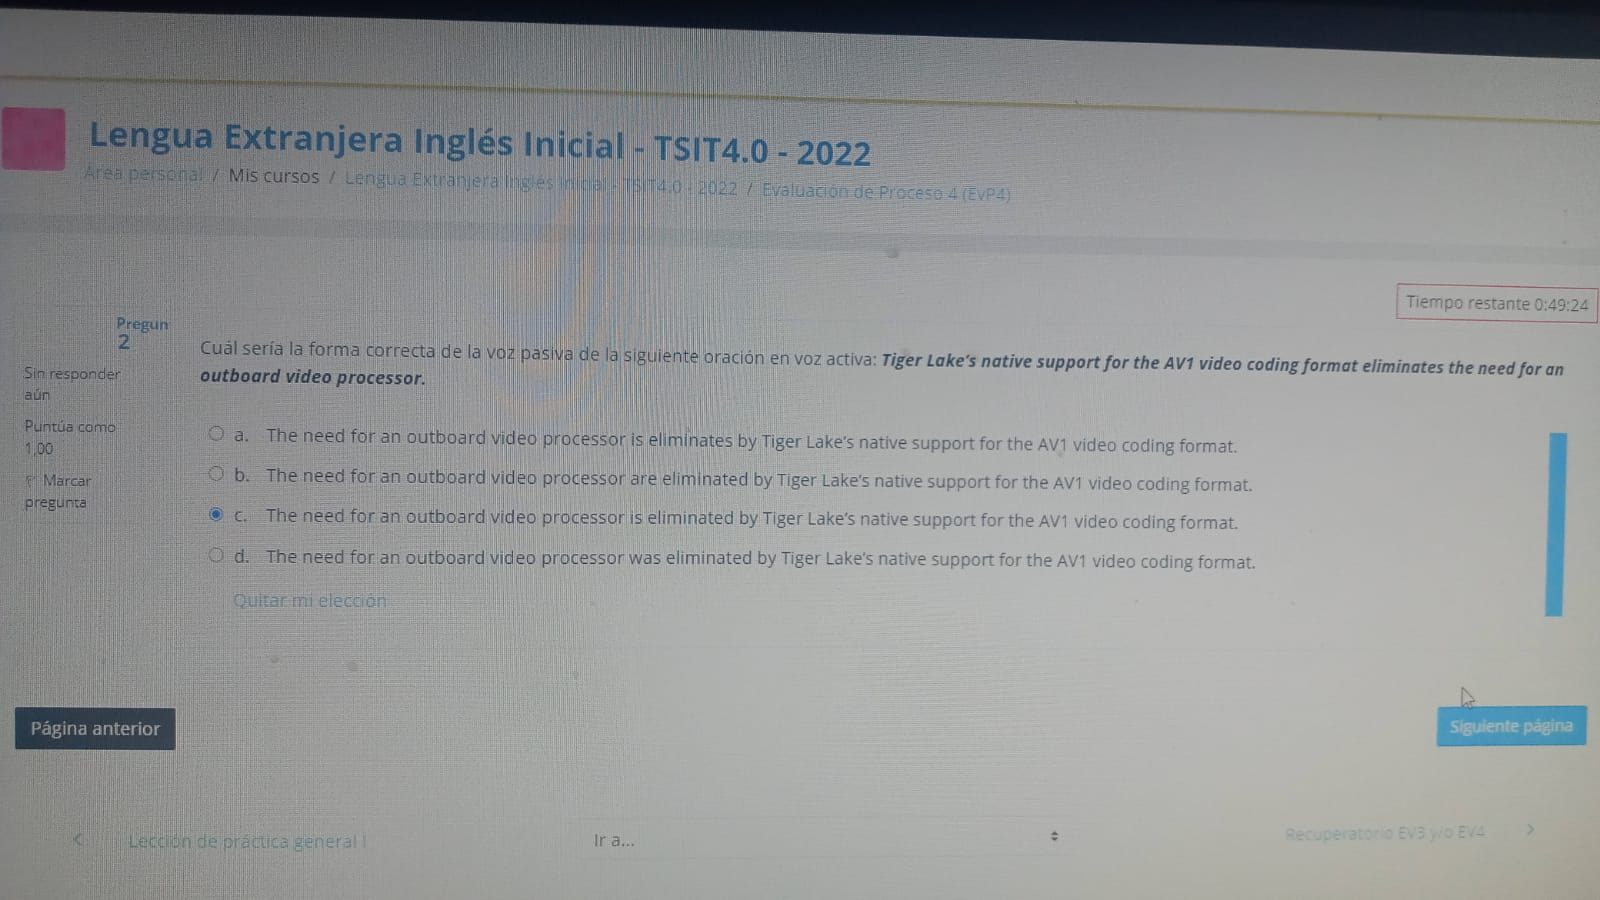 Lengua Extranjera Inglés Inicial - TSIT4.0 - 2022
Área personal / Mis cursos / Lengua Extranjera Inglés Inicial - TSIT4.0 - 2022 / Evaluación de Proceso 4 (EvP4)
Tiempo restante 0:49:24
Pregun
2
Sin responder
aún
Puntúa como
1,00
Marcar
pregunta
Cuál sería la forma correcta de la voz pasiva de la siguiente oración en voz activa: Tiger Lake's native support for the AV1 video coding format eliminates the need for an
outboard video processor.
a. The need for an outboard video processor is eliminates by Tiger Lake's native support for the AV1 video coding format.
b. The need for an outboard video processor are eliminated by Tiger Lake's native support for the AV1 video coding format.
c. The need for an outboard video processor is eliminated by Tiger Lake's native support for the AV1 video coding format.
d. The need for an outboard video processor was eliminated by Tiger Lake's native support for the AV1 video coding format.
Quitar mi elección
Página anterior
Siguiente página
Lección de práctica general I
Ir a...
Recuperatorio EV3 y/o EV4